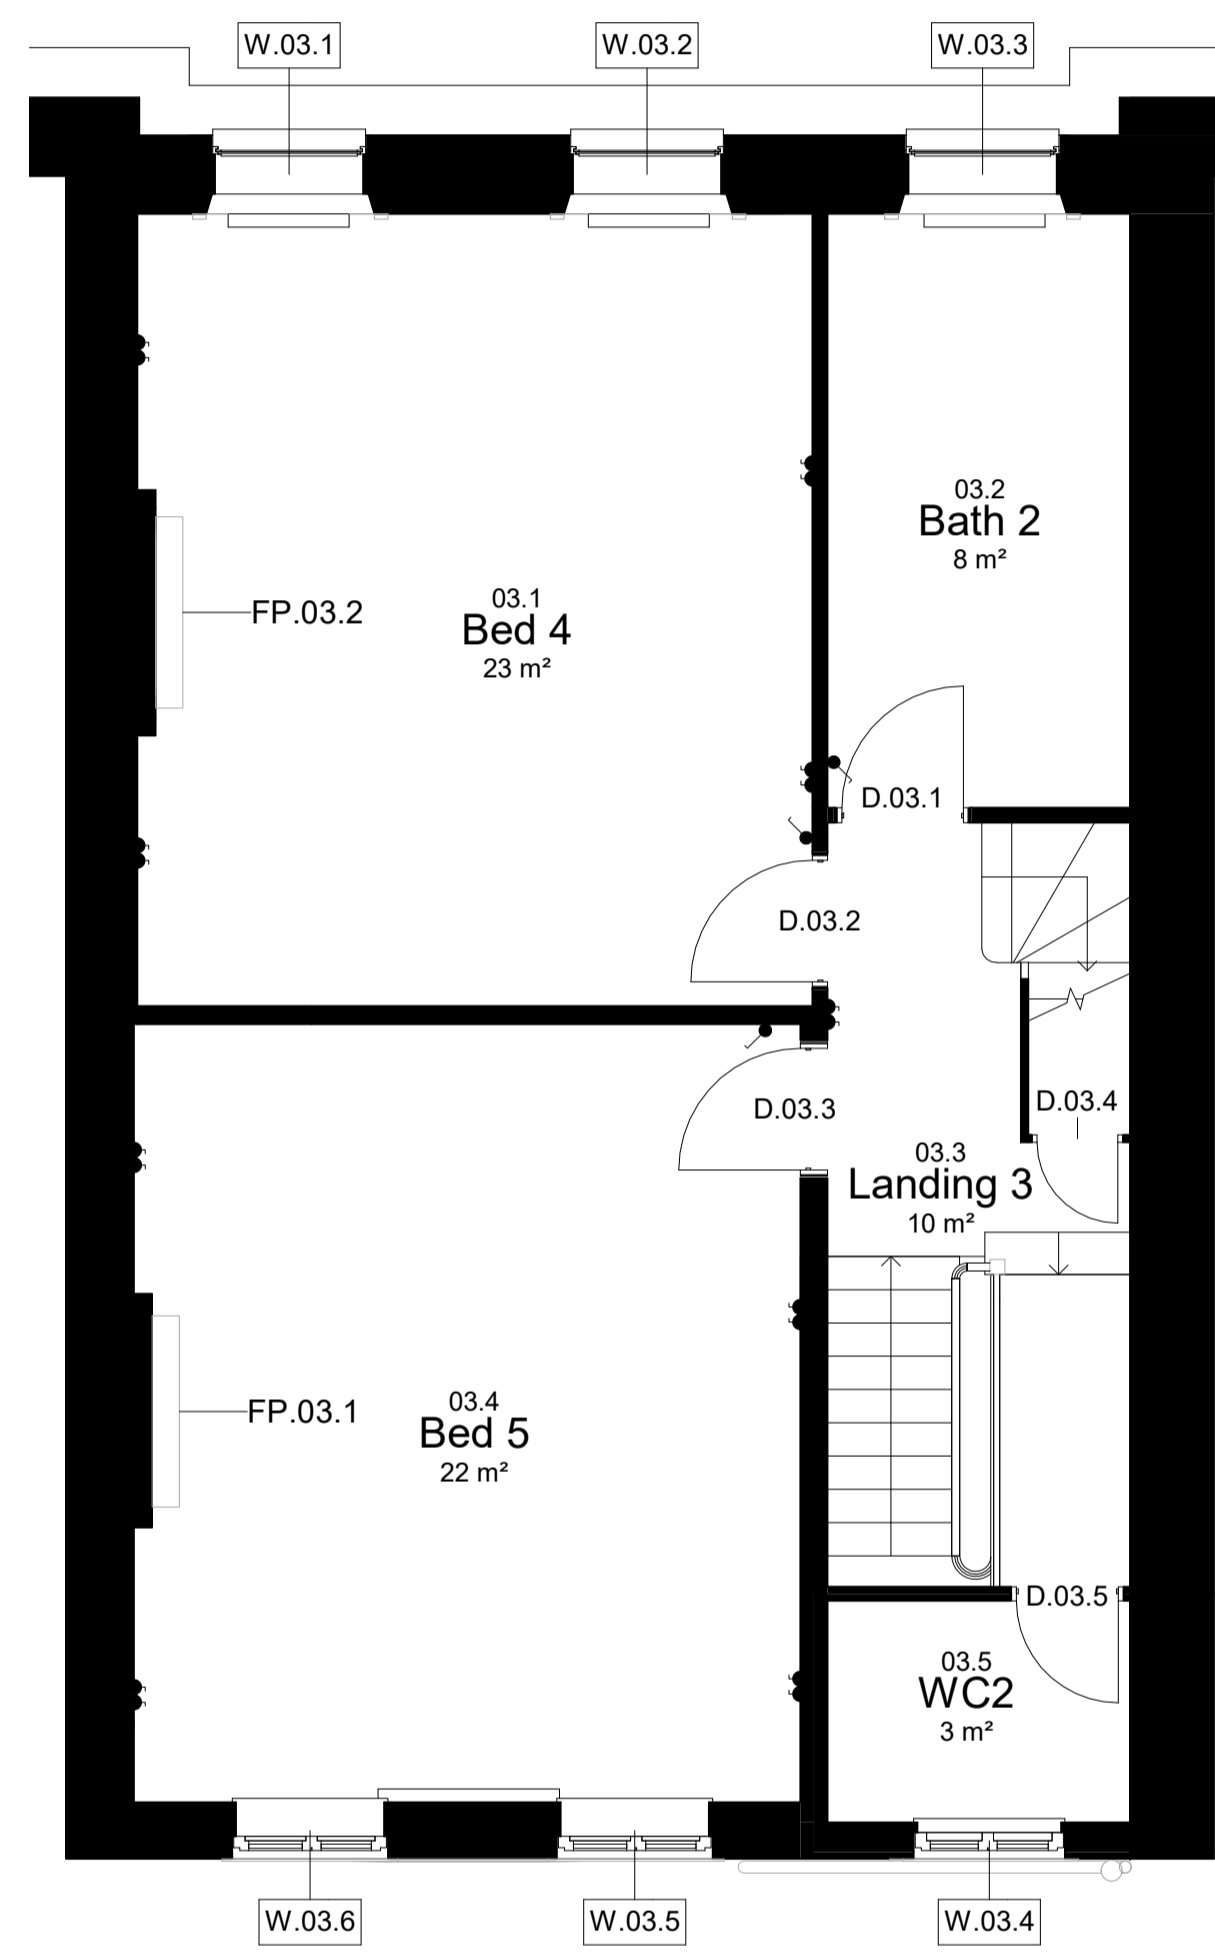 W.03.1
W.03.2
W.03.3
03.2
Bath 2
8 m²
03.1
Bed 4
23 m²
FP.03.2
D.03.1
D.03.2
D.03.3
D.03.4
03.3
Landing 3
10 m²
FP.03.1
03.4
Bed 5
22 m²
D.03.5
03.5
WC2
3 m²
W.03.6
W.03.5
W.03.4